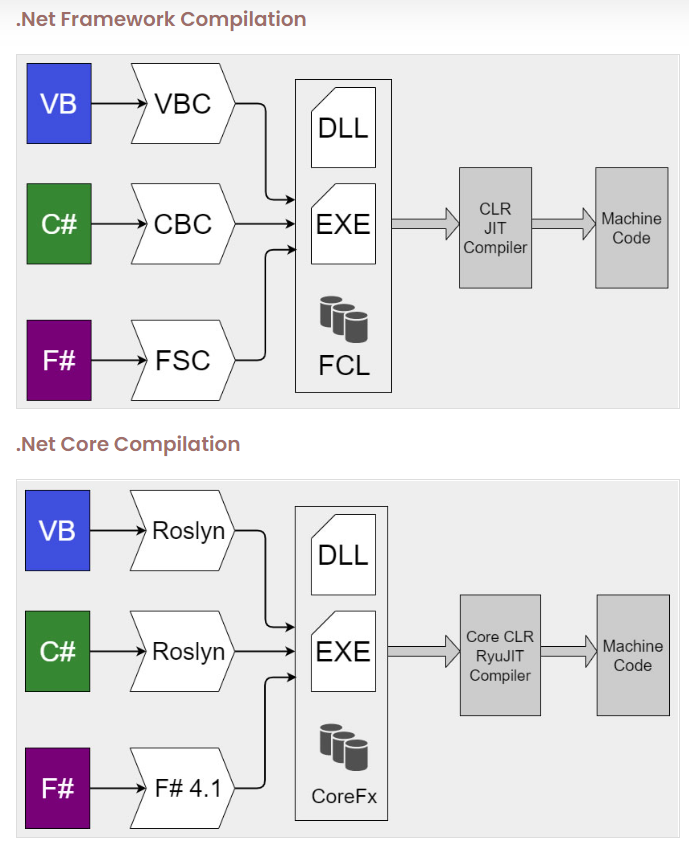 .Net Framework Compilation
VB
VBC
DLL
C#
CBC
EXE
CLR
JIT
Compiler
Machine
Code
F#
FSC
FCL
.Net Core Compilation
VB
Roslyn
DLL
C#
Roslyn
EXE
Core CLR
RyuJIT
Compiler
Machine
Code
F#
F# 4.1
CoreFx